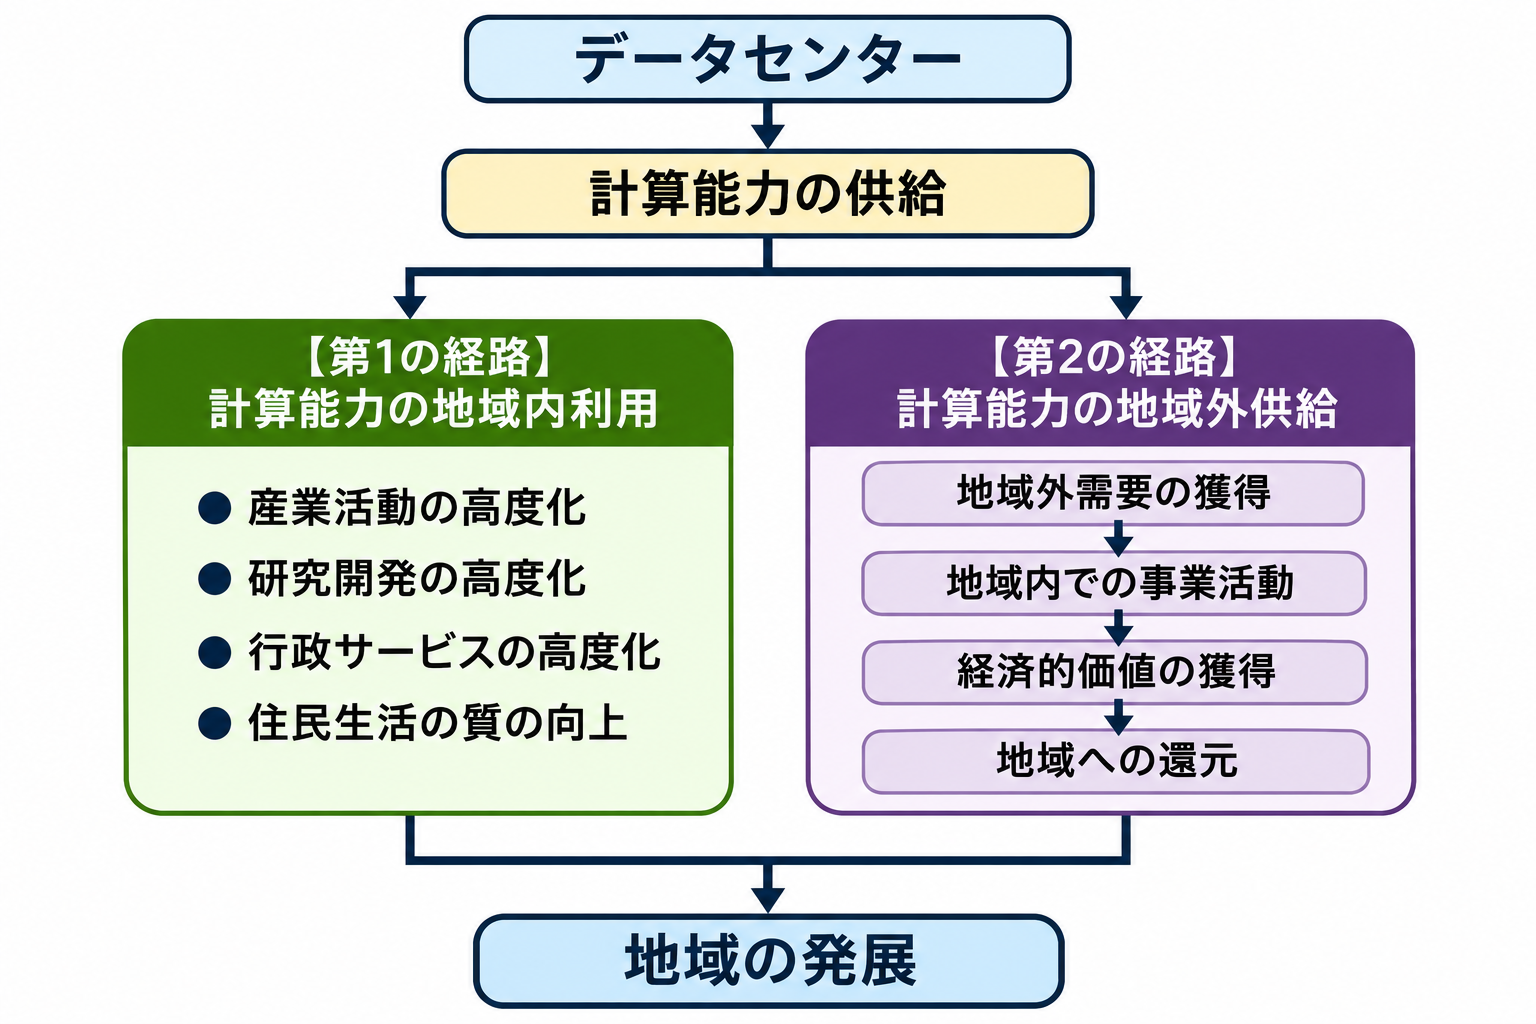 データセンター
計算能力の供給
【第1の経路】
計算能力の地域内利用
● 産業活動の高度化
● 研究開発の高度化
● 行政サービスの高度化
● 住民生活の質の向上
【第2の経路】
計算能力の地域外供給
地域外需要の獲得
地域内での事業活動
経済的価値の獲得
地域への還元
地域の発展